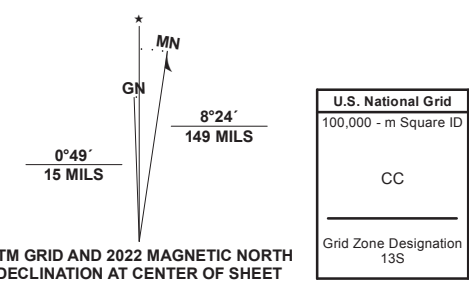 ★
MN
GN
0°49´
15 MILS
8°24´
149 MILS
TM GRID AND 2022 MAGNETIC NORTH
DECLINATION AT CENTER OF SHEET
U.S. National Grid
100,000 - m Square ID
CC
Grid Zone Designation
13S